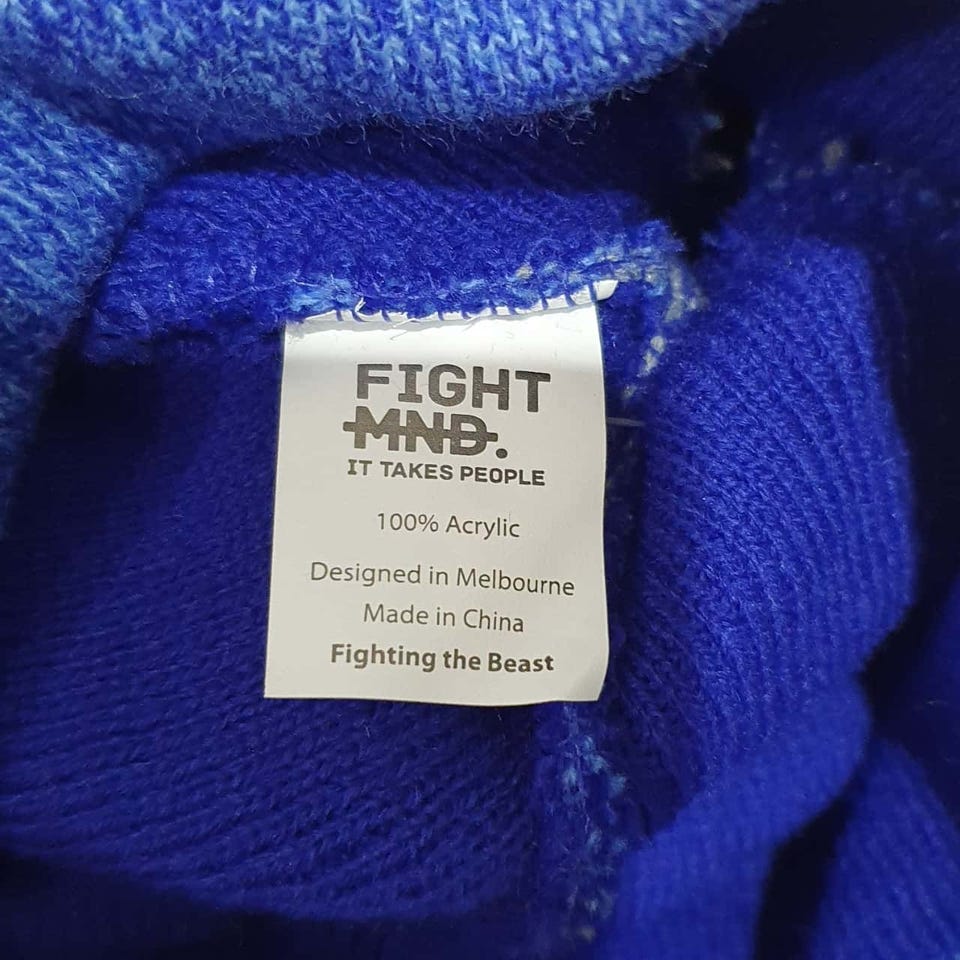 FIGHT
MND.
IT TAKES PEOPLE
100% Acrylic
Designed in Melbourne
Made in China
Fighting the Beast